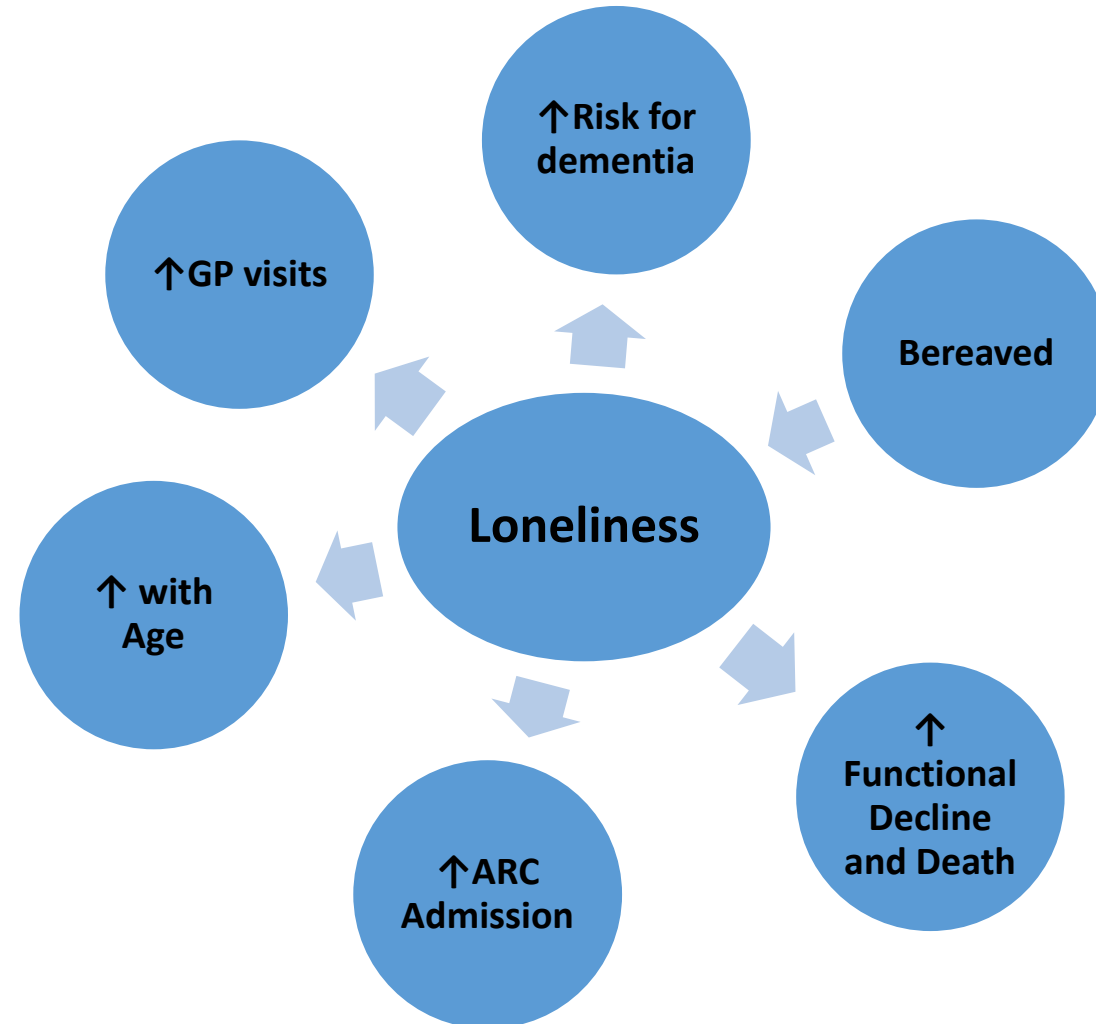 ↑Risk for
dementia
↑GP visits
Bereaved
Loneliness
↑ with
Age
↑
Functional
Decline
and Death
↑ARC
Admission